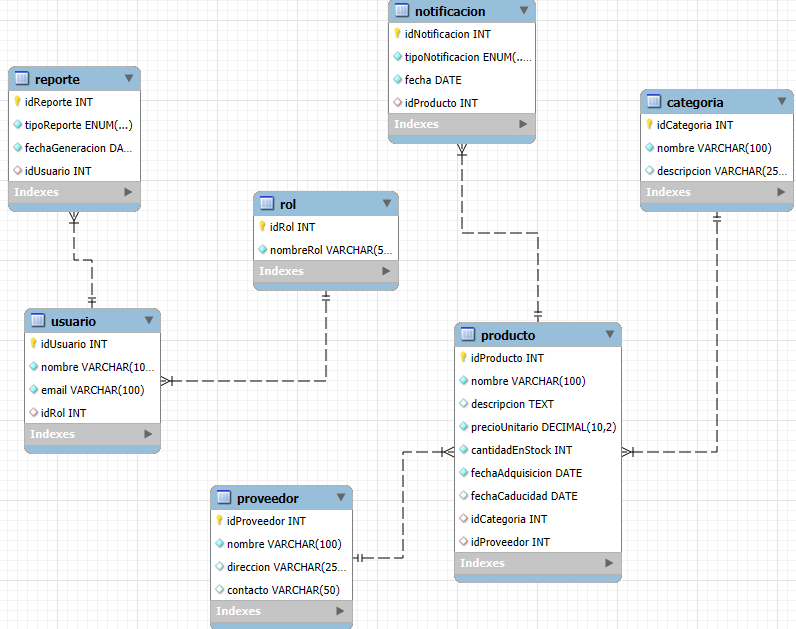 notificacion
idNotificacion INT
tipoNotificacion ENUM(...
fecha DATE
idProducto INT
Indexes
reporte
idReporte INT
tipoReporte ENUM(...)
fechaGeneracion DA...
idUsuario INT
Indexes
categoria
idCategoria INT
nombre VARCHAR(100)
descripcion VARCHAR(25...
Indexes
rol
idRol INT
nombreRol VARCHAR(5...
Indexes
usuario
idUsuario INT
nombre VARCHAR(10...
email VARCHAR(100)
idRol INT
Indexes
producto
idProducto INT
nombre VARCHAR(100)
descripcion TEXT
precioUnitario DECIMAL(10,2)
cantidadEnStock INT
fechaAdquisicion DATE
fechaCaducidad DATE
idCategoria INT
idProveedor INT
Indexes
proveedor
idProveedor INT
nombre VARCHAR(100)
direccion VARCHAR(25...
contacto VARCHAR(50)
Indexes